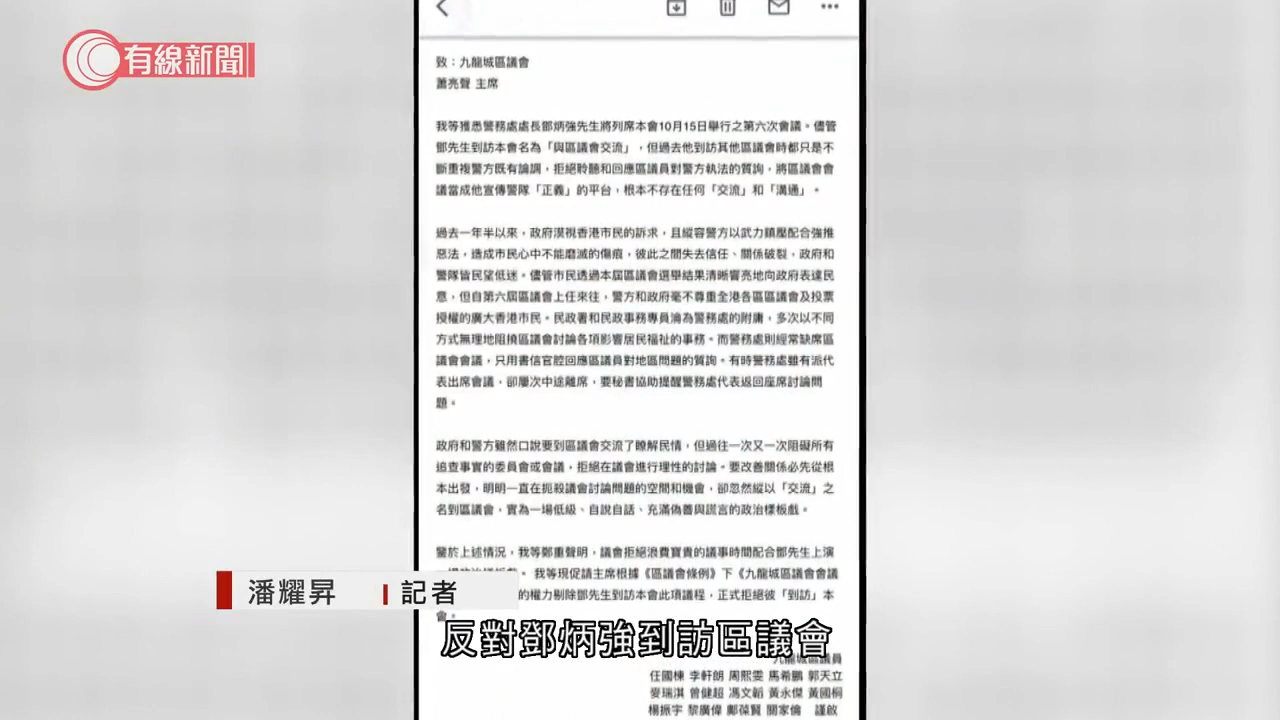 有線新聞
致：九龍城區議會
蕭亮聲 主席
我等獲悉警務處處長鄧炳強先生將列席本會10月15日舉行之第六次會議。儘管
鄧先生到訪本會名為「與區議會交流」，但過去他到訪其他區議會時都只是不
斷重複警方既有論調，拒絕聆聽和回應區議員對警方執法的質詢，將區議會會
議當成他宣傳警隊「正義」的平台，根本不存在任何「交流」和「溝通」。
過去一年半以來，政府漠視香港市民的訴求，且縱容警方以武力鎮壓配合強推
惡法，造成市民心中不能磨滅的傷痕，彼此之間失去信任、關係破裂，政府和
警隊皆民望低迷。儘管市民透過本屆區議會選舉結果清晰響亮地向政府表達民
意，但自第六屆區議會上任來往，警方和政府毫不尊重全港各區區議會及投票
授權的廣大香港市民。民政署和民政事務專員淪為警務處的附庸，多次以不同
方式無理地阻撓區議會討論各項影響居民福祉的事務。而警務處則經常缺席區
議會會議，只用書信官腔回應區議員對地區問題的質詢。有時警務處雖有派代
表出席會議，卻屢次中途離席，要秘書協助提醒警務處代表返回座席討論問
題。
政府和警方雖然口說要到區議會交流了瞭解民情，但過往一次又一次阻礙所有
追查事實的委員會或會議，拒絕在議會進行理性的討論。要改善關係必先從根
本出發，明明一直在扼殺議會討論問題的空間和機會，卻忽然縱以「交流」之
名到區議會，實為一場低級、自說自話、充滿偽善與謊言的政治樣板戲。
鑒於上述情況，我等鄭重聲明，議會拒絕浪費寶貴的議事時間配合鄧先生上演
。我等現促請主席根據《區議會條例》下《九龍城區議會會議
的權力剔除鄧先生到訪本會此項議程，正式拒絕彼「到訪」本
會。
潘耀昇 記者
反對鄧炳強到訪區議會
九龍城區議員
任國棟 李軒朗 周熙雯 馬希鵬 郭天立
麥瑞淇 曾健超 馮文韜 黃永傑 黃國桐
楊振宇 黎廣偉 鄺葆賢 關家倫 謹啟